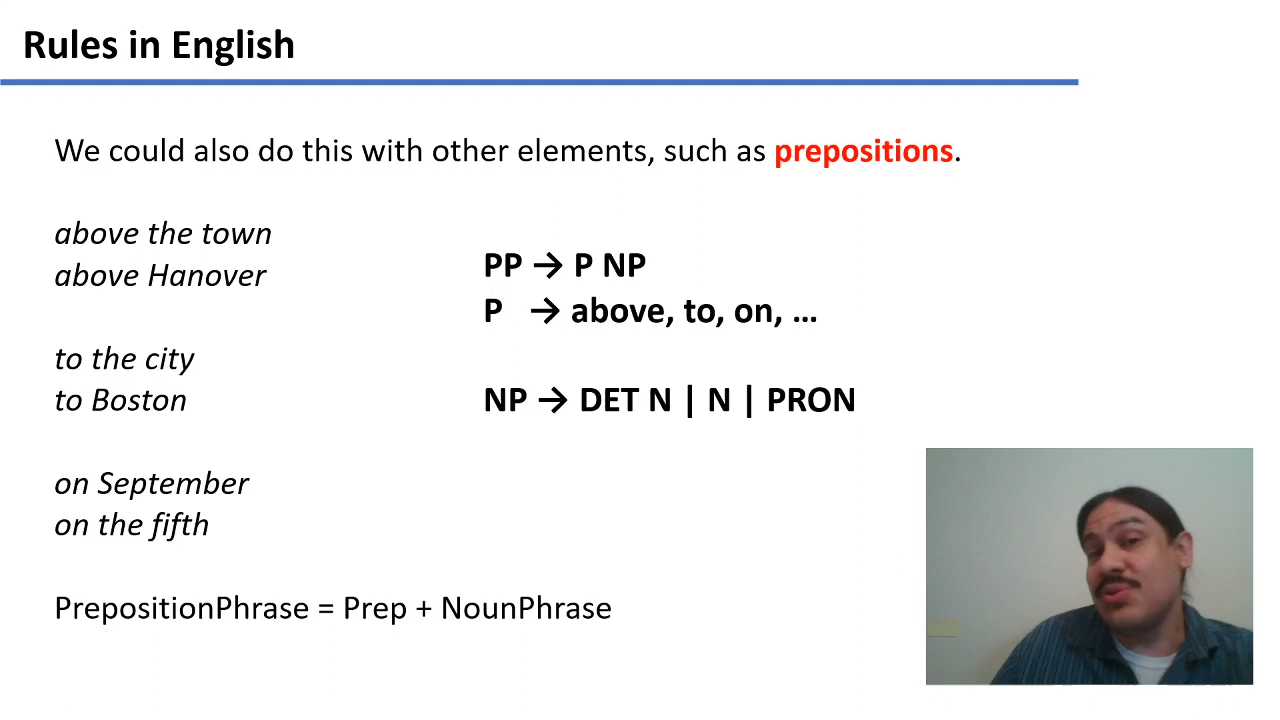 Rules in English
We could also do this with other elements, such as prepositions.
above the town
above Hanover
to the city
to Boston
on September
on the fifth
PrepositionPhrase = Prep + NounPhrase
PP → P NP
P → above, to, on, …
NP → DET N | N | PRON